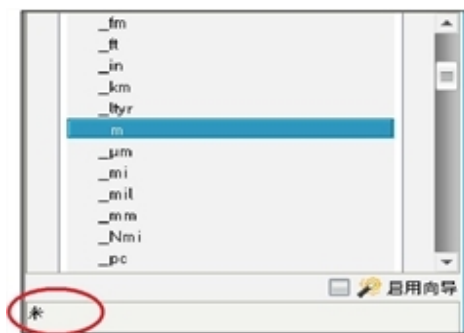 _fm
_ft
_in
_km
_ltyr
_m
_µm
_mi
_mil
_mm
_Nmi
_pc
启用向导
米